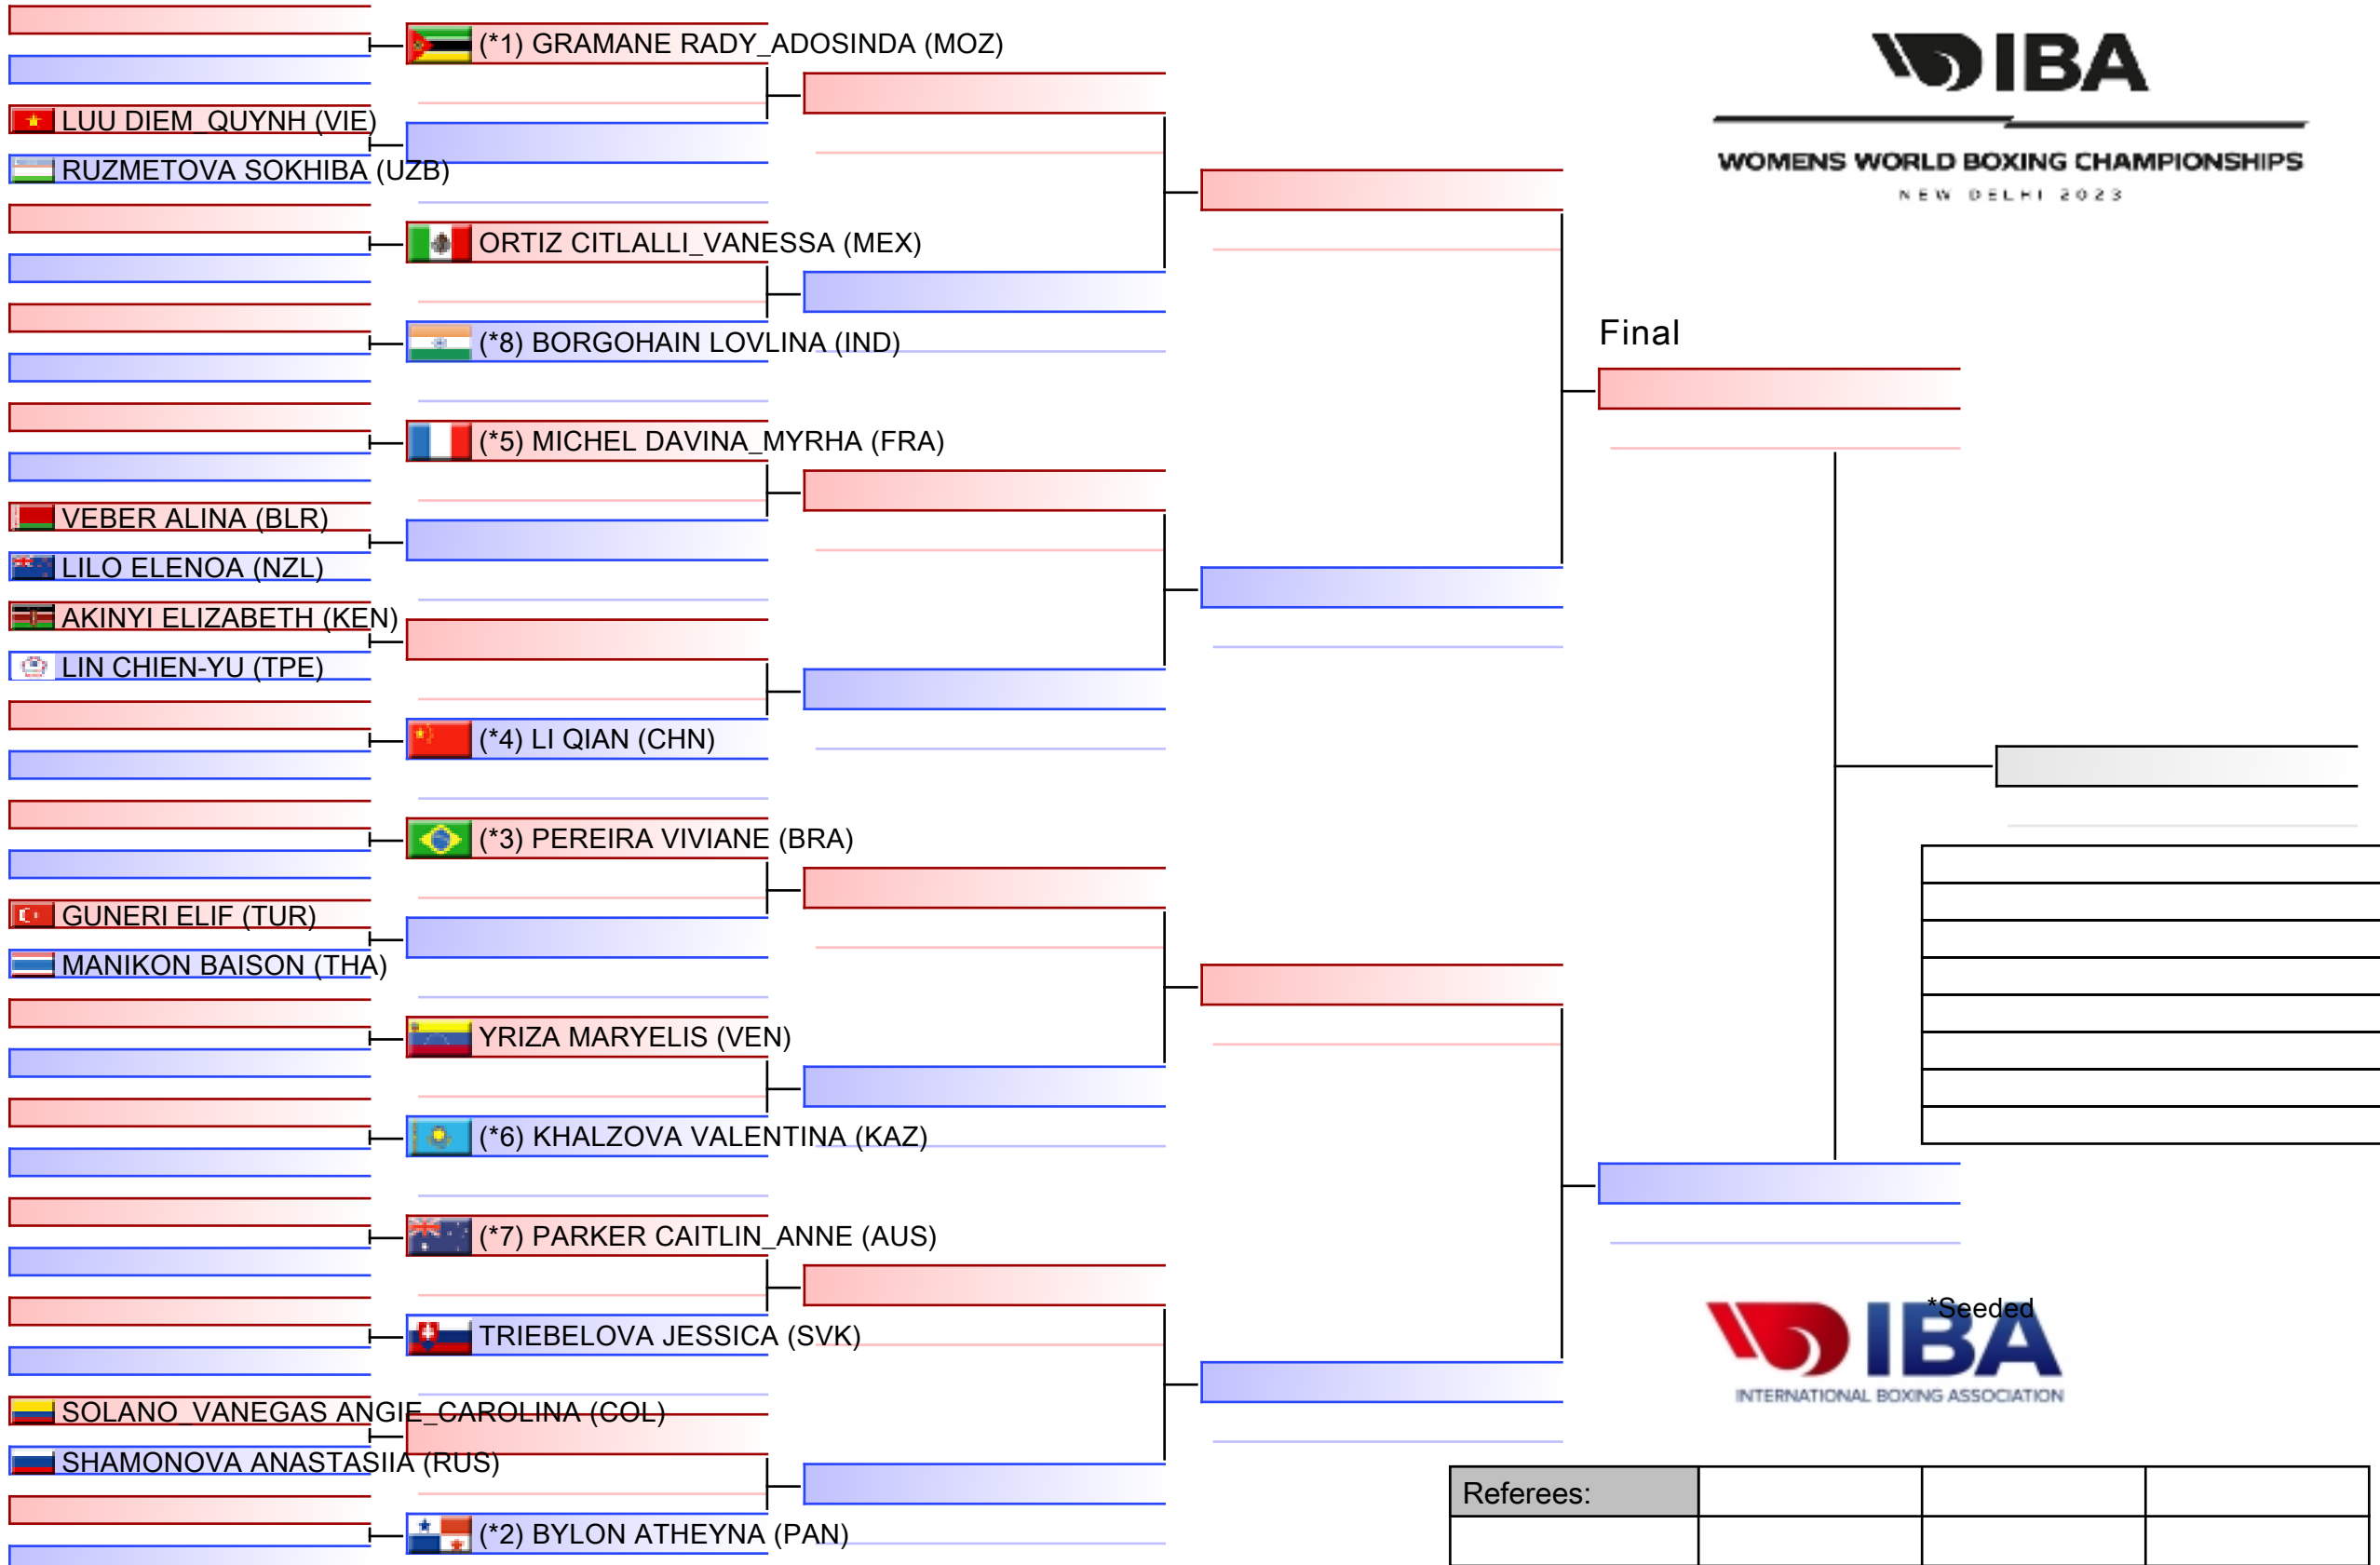 (*1) GRAMANE RADY_ADOSINDA (MOZ)
LUU DIEM_QUYNH (VIE)
RUZMETOVA SOKHIBA (UZB)
ORTIZ CITLALLI_VANESSA (MEX)
(*8) BORGOHAIN LOVLINA (IND)
(*5) MICHEL DAVINA_MYRHA (FRA)
VEBER ALINA (BLR)
LILO ELENOA (NZL)
AKINYI ELIZABETH (KEN)
LIN CHIEN-YU (TPE)
(*4) LI QIAN (CHN)
(*3) PEREIRA VIVIANE (BRA)
GUNERI ELIF (TUR)
MANIKON BAISON (THA)
YRIZA MARYELIS (VEN)
(*6) KHALZOVA VALENTINA (KAZ)
(*7) PARKER CAITLIN_ANNE (AUS)
TRIEBELOVA JESSICA (SVK)
SOLANO_VANEGAS ANGIE_CAROLINA (COL)
SHAMONOVA ANASTASIIA (RUS)
(*2) BYLON ATHEYNA (PAN)
IBA
WOMENS WORLD BOXING CHAMPIONSHIPS
NEW DELHI 2023
Final
*Seeded
IBA
INTERNATIONAL BOXING ASSOCIATION
Referees: